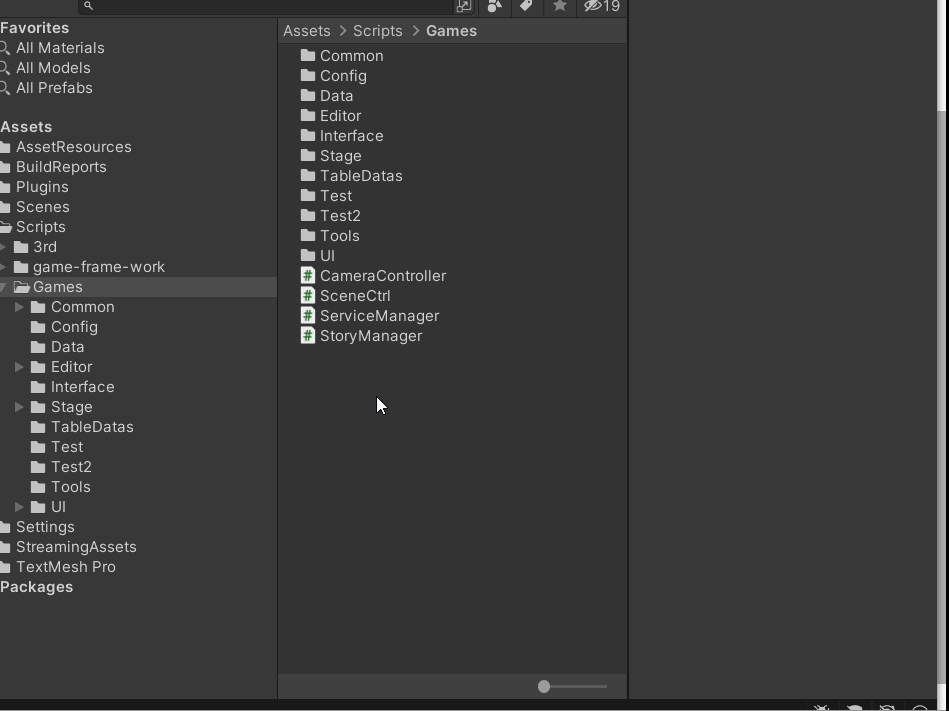 19
Favorites
All Materials
All Models
All Prefabs
Assets
AssetResources
BuildReports
Plugins
Scenes
Scripts
3rd
game-frame-work
Games
Common
Config
Data
Editor
Interface
Stage
TableDatas
Test
Test2
Tools
UI
Settings
StreamingAssets
TextMesh Pro
Packages
Assets > Scripts > Games
Common
Config
Data
Editor
Interface
Stage
TableDatas
Test
Test2
Tools
UI
# CameraController
# SceneCtrl
# ServiceManager
# StoryManager